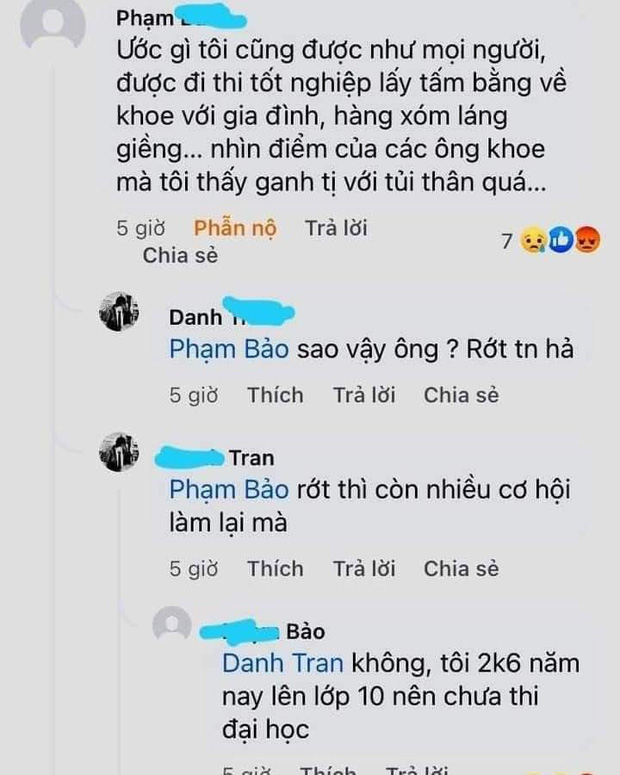 Phạm
Ước gì tôi cũng được như mọi người,
được đi thi tốt nghiệp lấy tấm bằng về
khoe với gia đình, hàng xóm láng
giềng... nhìn điểm của các ông khoe
mà tôi thấy ganh tị với tủi thân quá...
5 giờ Phẫn nộ Trả lời 7
Chia sẻ
Danh
Phạm Bảo sao vậy ông ? Rớt tn hả
5 giờ Thích Trả lời Chia sẻ
Tran
Phạm Bảo rớt thì còn nhiều cơ hội
làm lại mà
5 giờ Thích Trả lời Chia sẻ
Bảo
Danh Tran không, tôi 2k6 năm
nay lên lớp 10 nên chưa thi
đại học
5 giờ Thích Trả lời